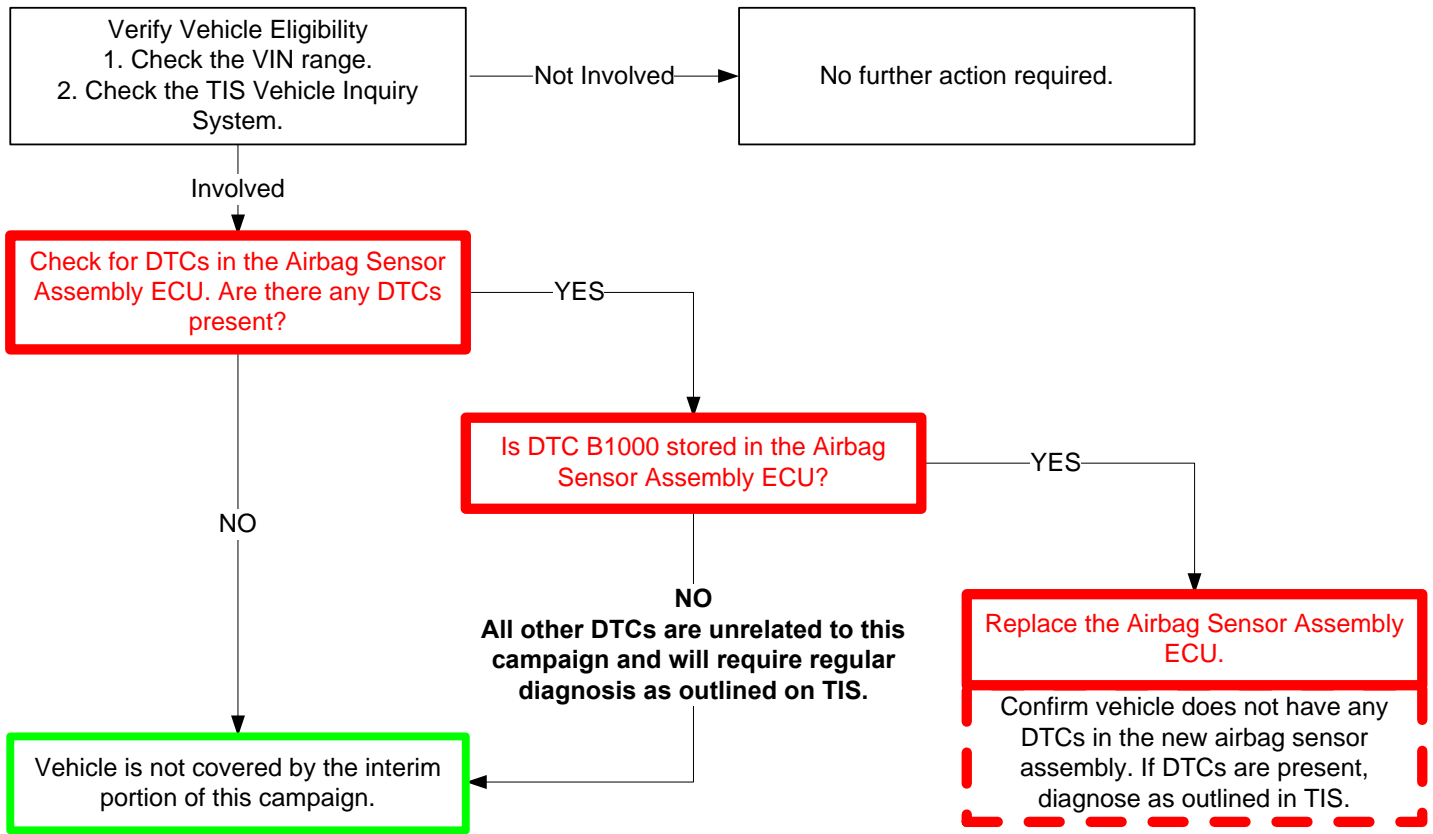 Verify Vehicle Eligibility
1. Check the VIN range.
2. Check the TIS Vehicle Inquiry
System.
Not Involved
No further action required.
Involved
Check for DTCs in the Airbag Sensor
Assembly ECU. Are there any DTCs
present?
YES
Is DTC B1000 stored in the Airbag
Sensor Assembly ECU?
YES
NO
NO
All other DTCs are unrelated to this
campaign and will require regular
diagnosis as outlined on TIS.
Replace the Airbag Sensor Assembly
ECU.
Confirm vehicle does not have any
DTCs in the new airbag sensor
assembly. If DTCs are present,
diagnose as outlined in TIS.
Vehicle is not covered by the interim
portion of this campaign.